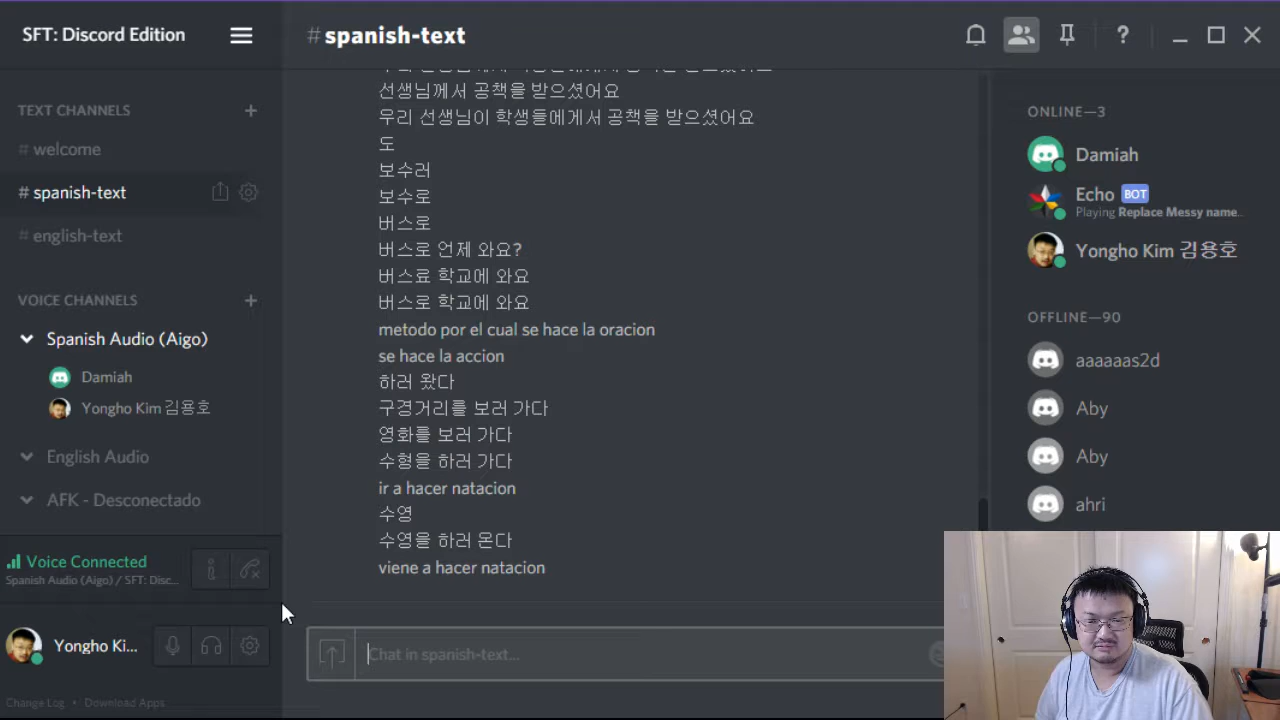 SFT: Discord Edition
#spanish-text
TEXT CHANNELS
# welcome
# spanish-text
# english-text
VOICE CHANNELS
Spanish Audio (Aigo)
Damiah
Yongho Kim 김용호
English Audio
AFK - Desconectado
Voice Connected
Spanish Audio (Aigo) / SFT: Disc...
Yongho Ki...
Change Log • Download Apps
선생님께서 공책을 받으셨어요
우리 선생님이 학생들에게서 공책을 받으셨어요
도
보수러
보수로
버스로
버스로 언제 와요?
버스료 학교에 와요
버스로 학교에 와요
metodo por el cual se hace la oracion
se hace la accion
하러 왔다
구경거리를 보러 가다
영화를 보러 가다
수형을 하러 가다
ir a hacer natacion
수영
수영을 하러 온다
viene a hacer natacion
Chat in spanish-text...
ONLINE—3
Damiah
Echo BOT
Playing Replace Messy name...
Yongho Kim 김용호
OFFLINE—90
aaaaaas2d
Aby
Aby
ahri